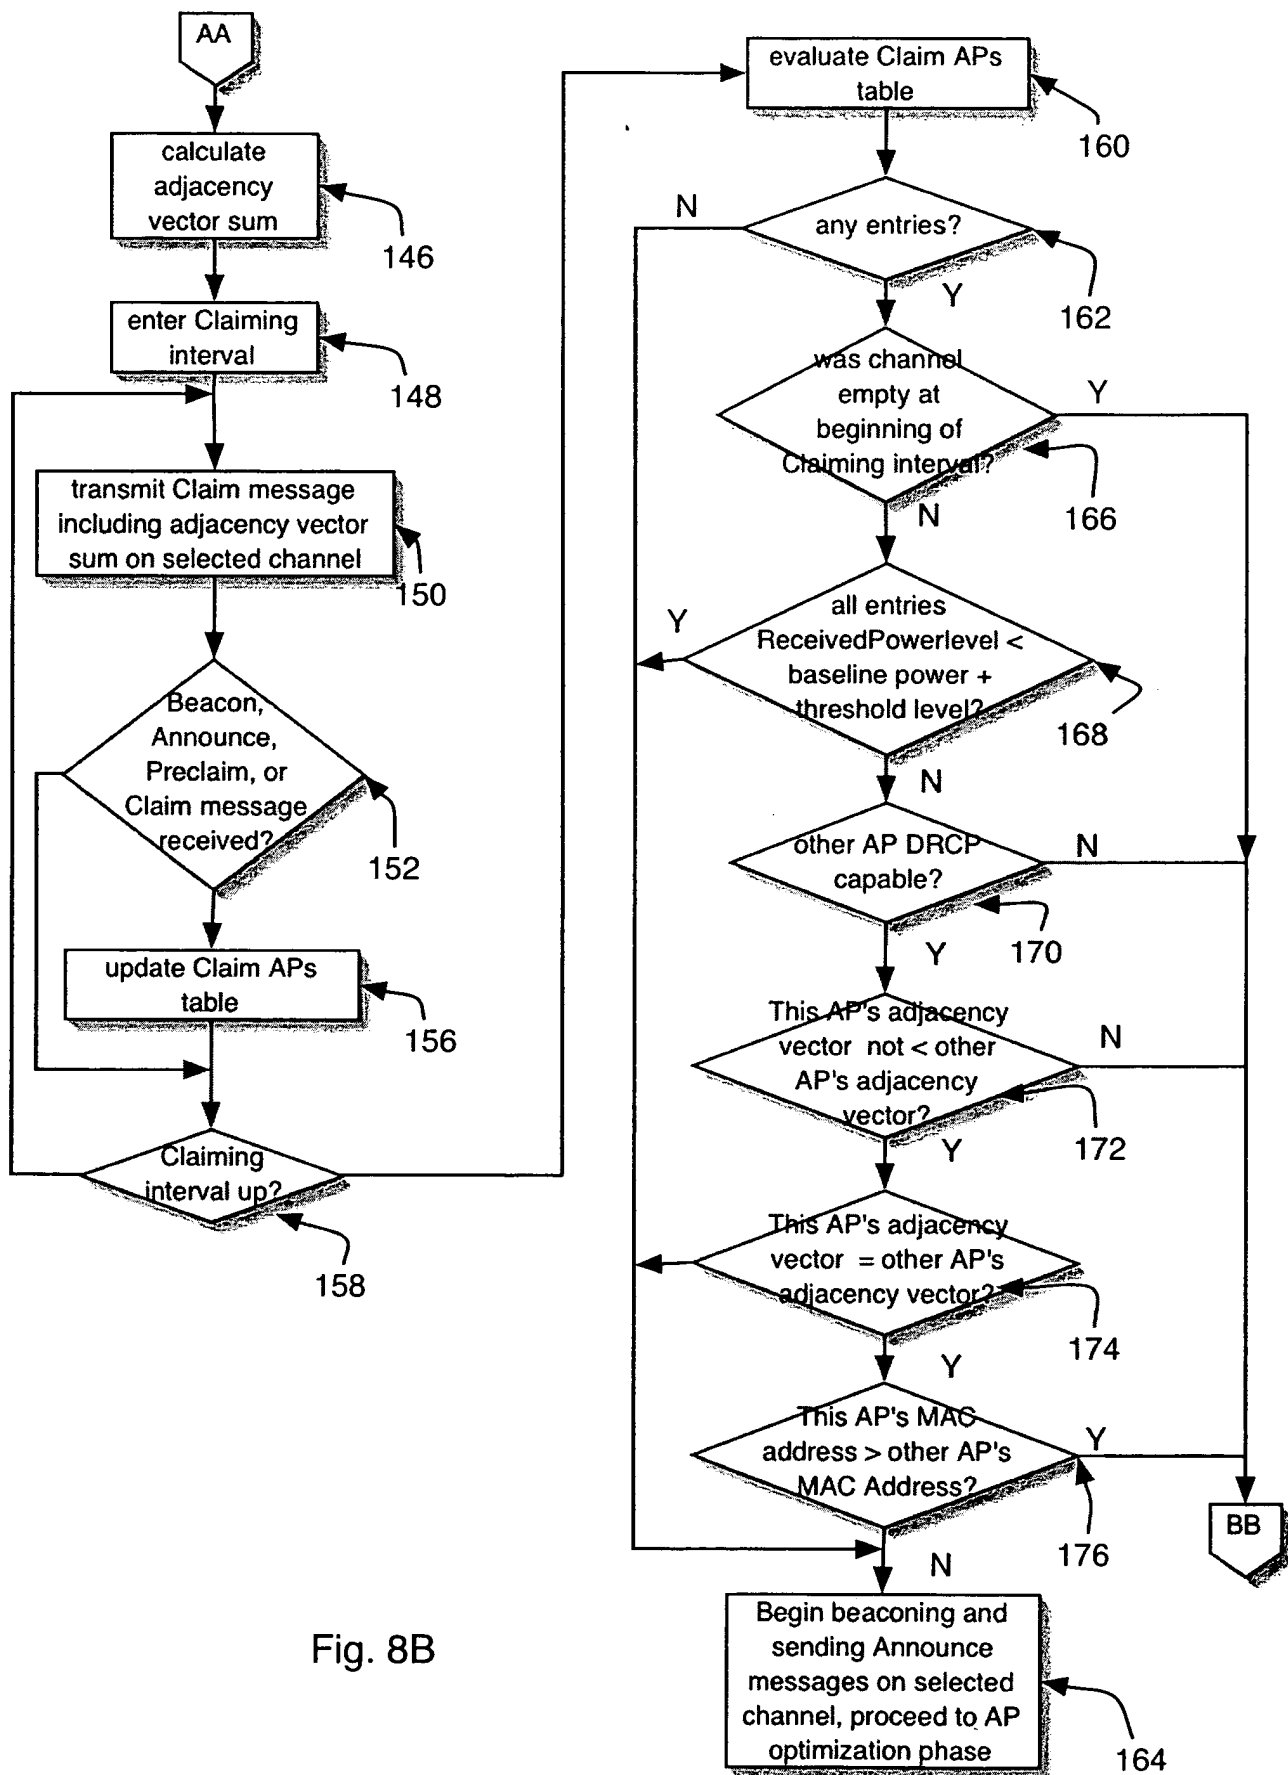 AA
calculate
adjacency
vector sum
146
enter Claiming
interval
148
transmit Claim message
including adjacency vector
sum on selected channel
150
Beacon,
Announce,
Preclaim, or
Claim message
received?
152
update Claim APs
table
156
Claiming
interval up?
158
evaluate Claim APs
table
160
N
any entries?
162
Y
was channel
empty at
beginning of
Claiming interval?
Y
166
N
Y
all entries
ReceivedPowerlevel <
baseline power +
threshold level?
168
N
other AP DRCP
capable?
N
170
Y
This AP's adjacency
vector not < other
AP's adjacency
vector?
N
172
Y
This AP's adjacency
vector = other AP's
adjacency vector?
174
Y
This AP's MAC
address > other AP's
MAC Address?
Y
176
BB
N
Begin beaconing and
sending Announce
messages on selected
channel, proceed to AP
optimization phase
164
Fig. 8B